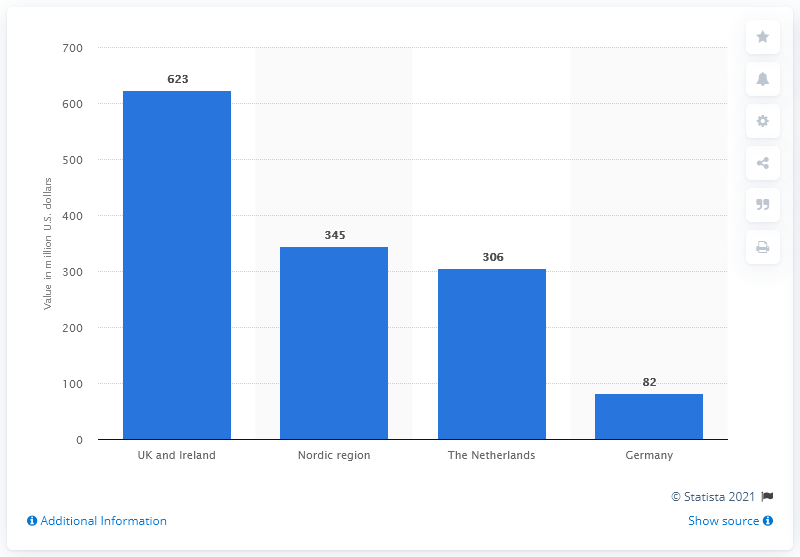 700
600
500
400
300
200
100
0
Value in million U.S. dollars
623
345
306
82
UK and Ireland
Nordic region
The Netherlands
Germany
© Statista 2021
Additional Information
Show source